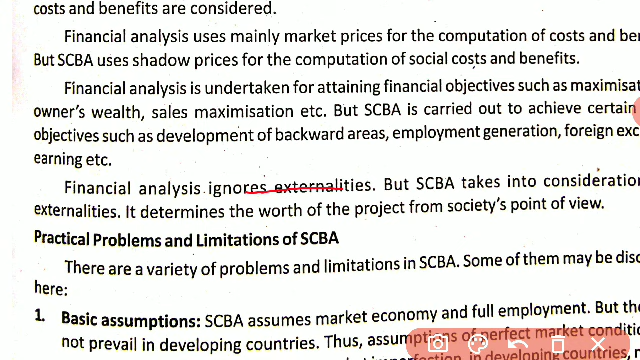 costs and benefits are considered.
Financial analysis uses mainly market prices for the computation of costs and be
But SCBA uses shadow prices for the computation of social costs and benefits.
Financial analysis is undertaken for attaining financial objectives such as maximisat
owner's wealth, sales maximisation etc. But SCBA is carried out to achieve certain
objectives such as development of backward areas, employment generation, foreign exc
earning etc.
Financial analysis ignores externalities. But SCBA takes into consideratio
externalities. It determines the worth of the project from society's point of view.
Practical Problems and Limitations of SCBA
There are a variety of problems and limitations in SCBA. Some of them may be disc
here:
1. Basic assumptions: SCBA assumes market economy and full employment. But the
not prevail in developing countries. Thus, assumptions of perfect market conditio
in developing countries,